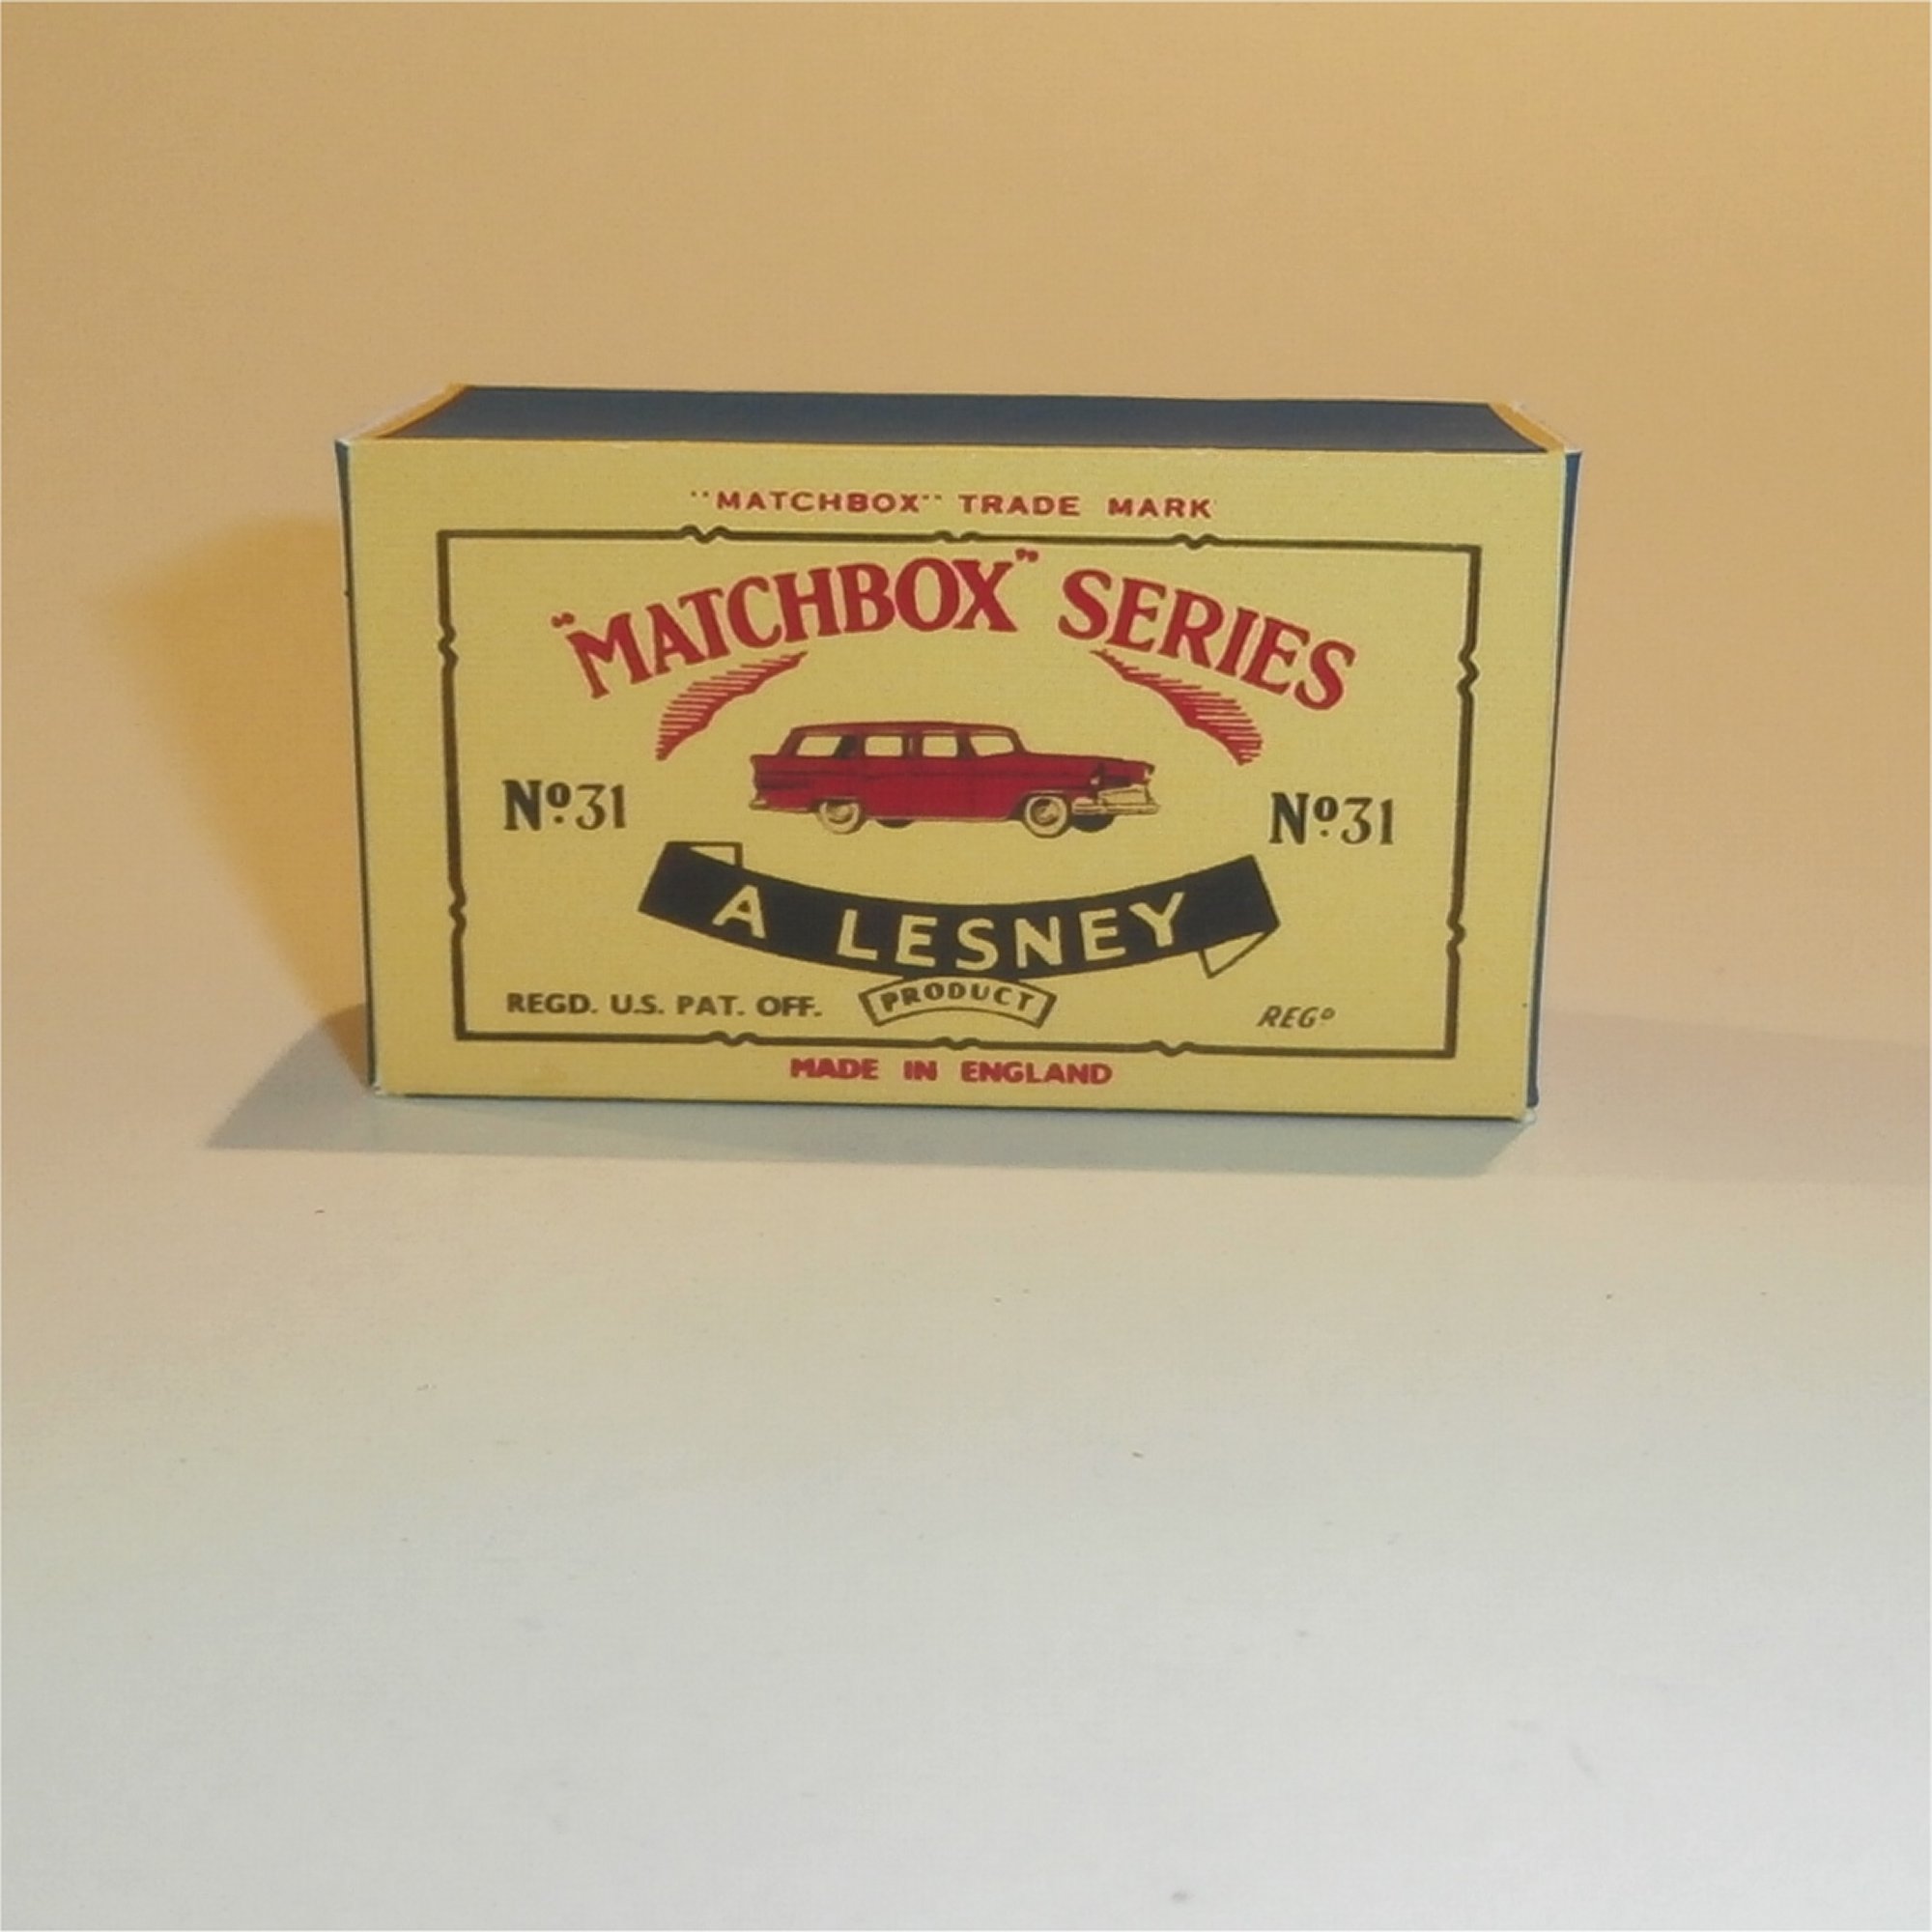 "MATCHBOX" TRADE MARK
"MATCHBOX" SERIES
Nº31
Nº31
A LESNEY
PRODUCT
REGD. U.S. PAT. OFF.
REGD
MADE IN ENGLAND